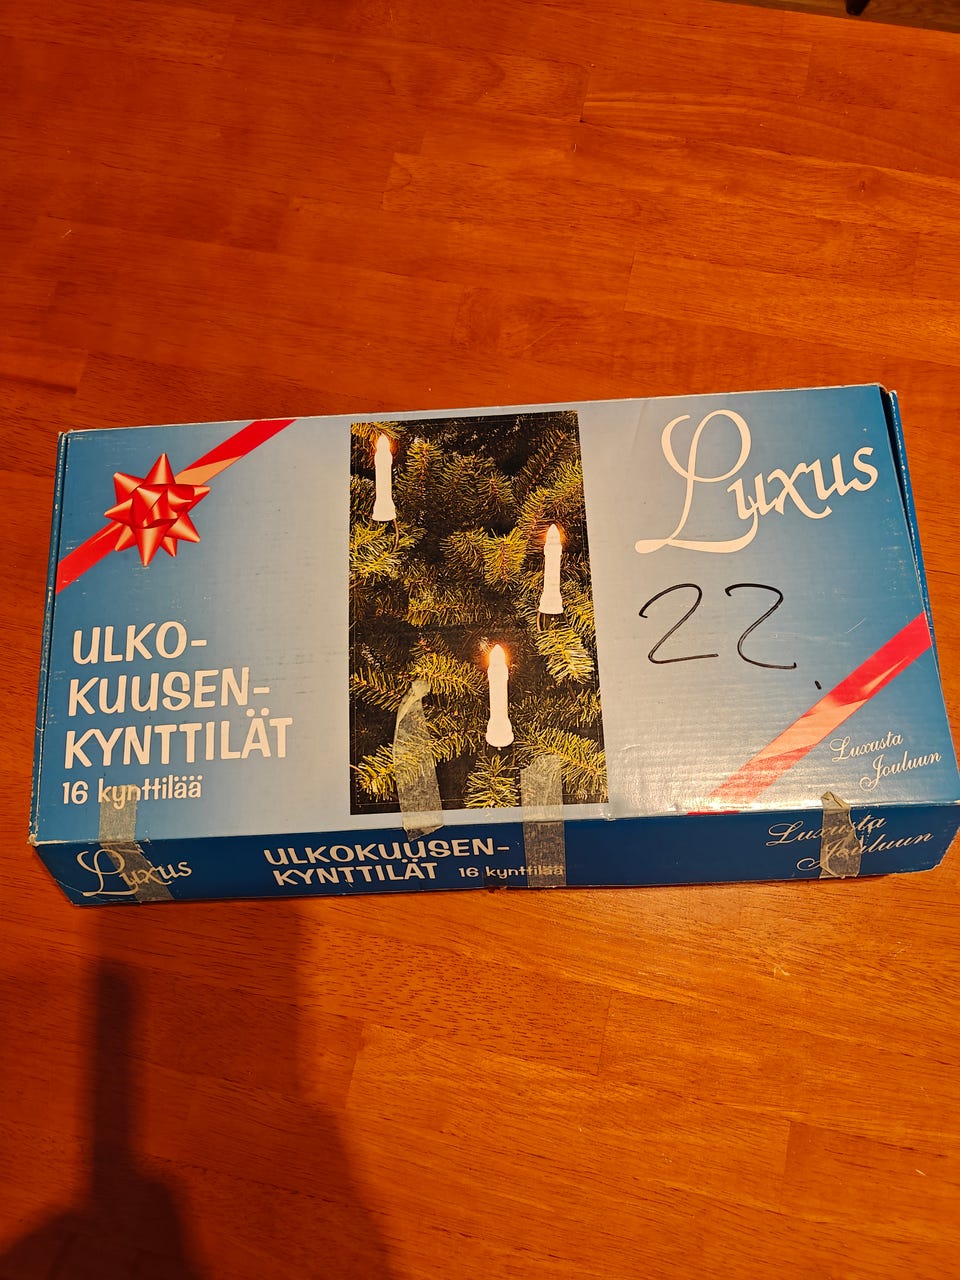 Luxus
22.
ULKO-
KUUSEN-
KYNTTILÄT
16 kynttilää
Luxusta
Jouluun
Luxus
ULKOKUUSEN-
KYNTTILÄT 16 kynttilää
Luxusta
Jouluun